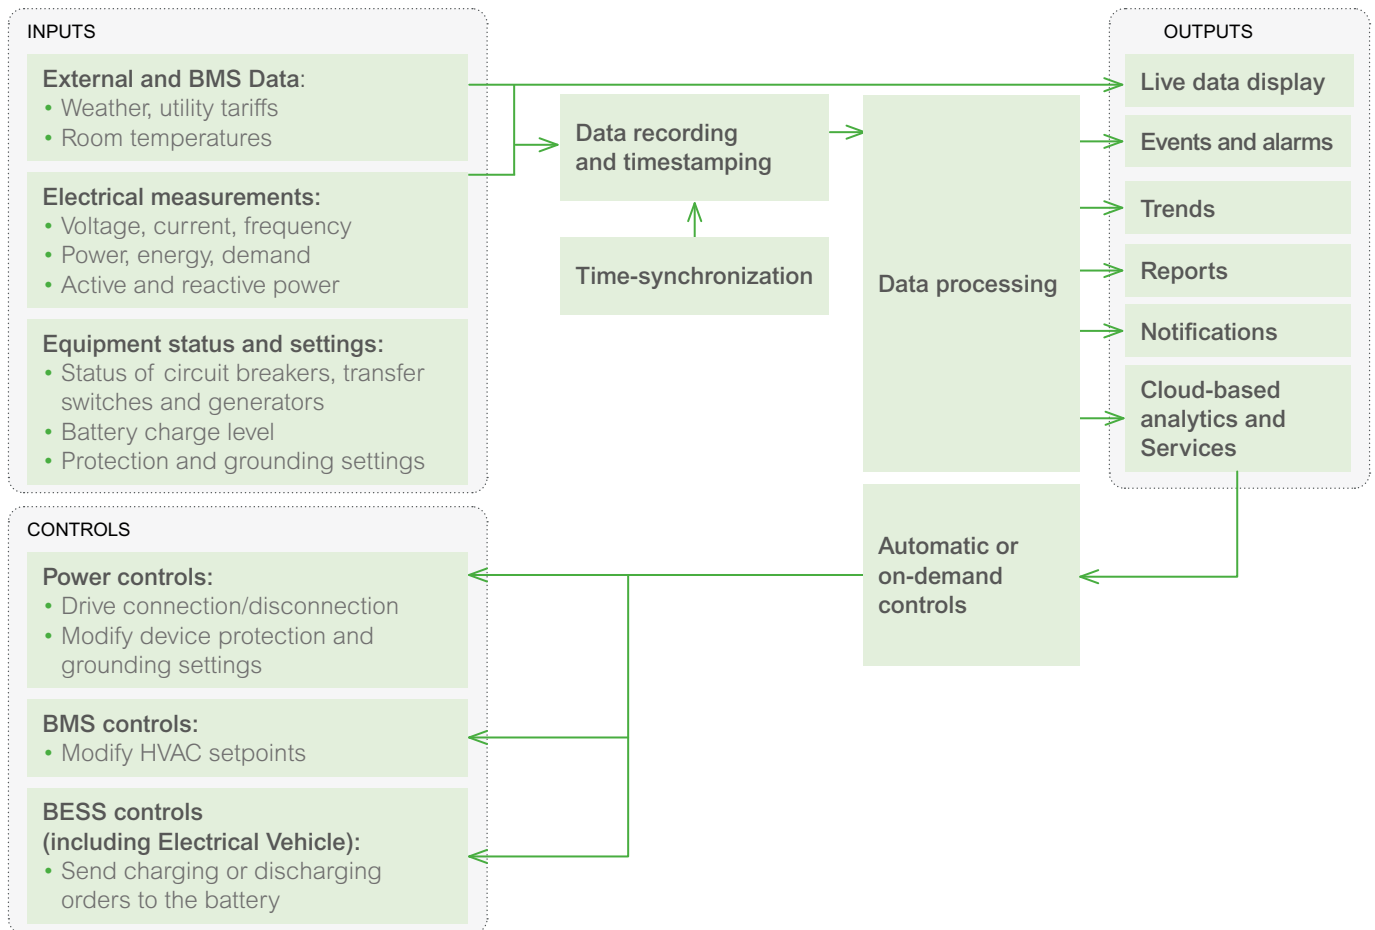 INPUTS
External and BMS Data:
• Weather, utility tariffs
• Room temperatures
Electrical measurements:
• Voltage, current, frequency
• Power, energy, demand
• Active and reactive power
Equipment status and settings:
• Status of circuit breakers, transfer
switches and generators
• Battery charge level
• Protection and grounding settings
Data recording
and timestamping
Time-synchronization
Data processing
OUTPUTS
Live data display
Events and alarms
Trends
Reports
Notifications
Cloud-based
analytics and
Services
Automatic or
on-demand
controls
CONTROLS
Power controls:
• Drive connection/disconnection
• Modify device protection and
grounding settings
BMS controls:
• Modify HVAC setpoints
BESS controls
(including Electrical Vehicle):
• Send charging or discharging
orders to the battery